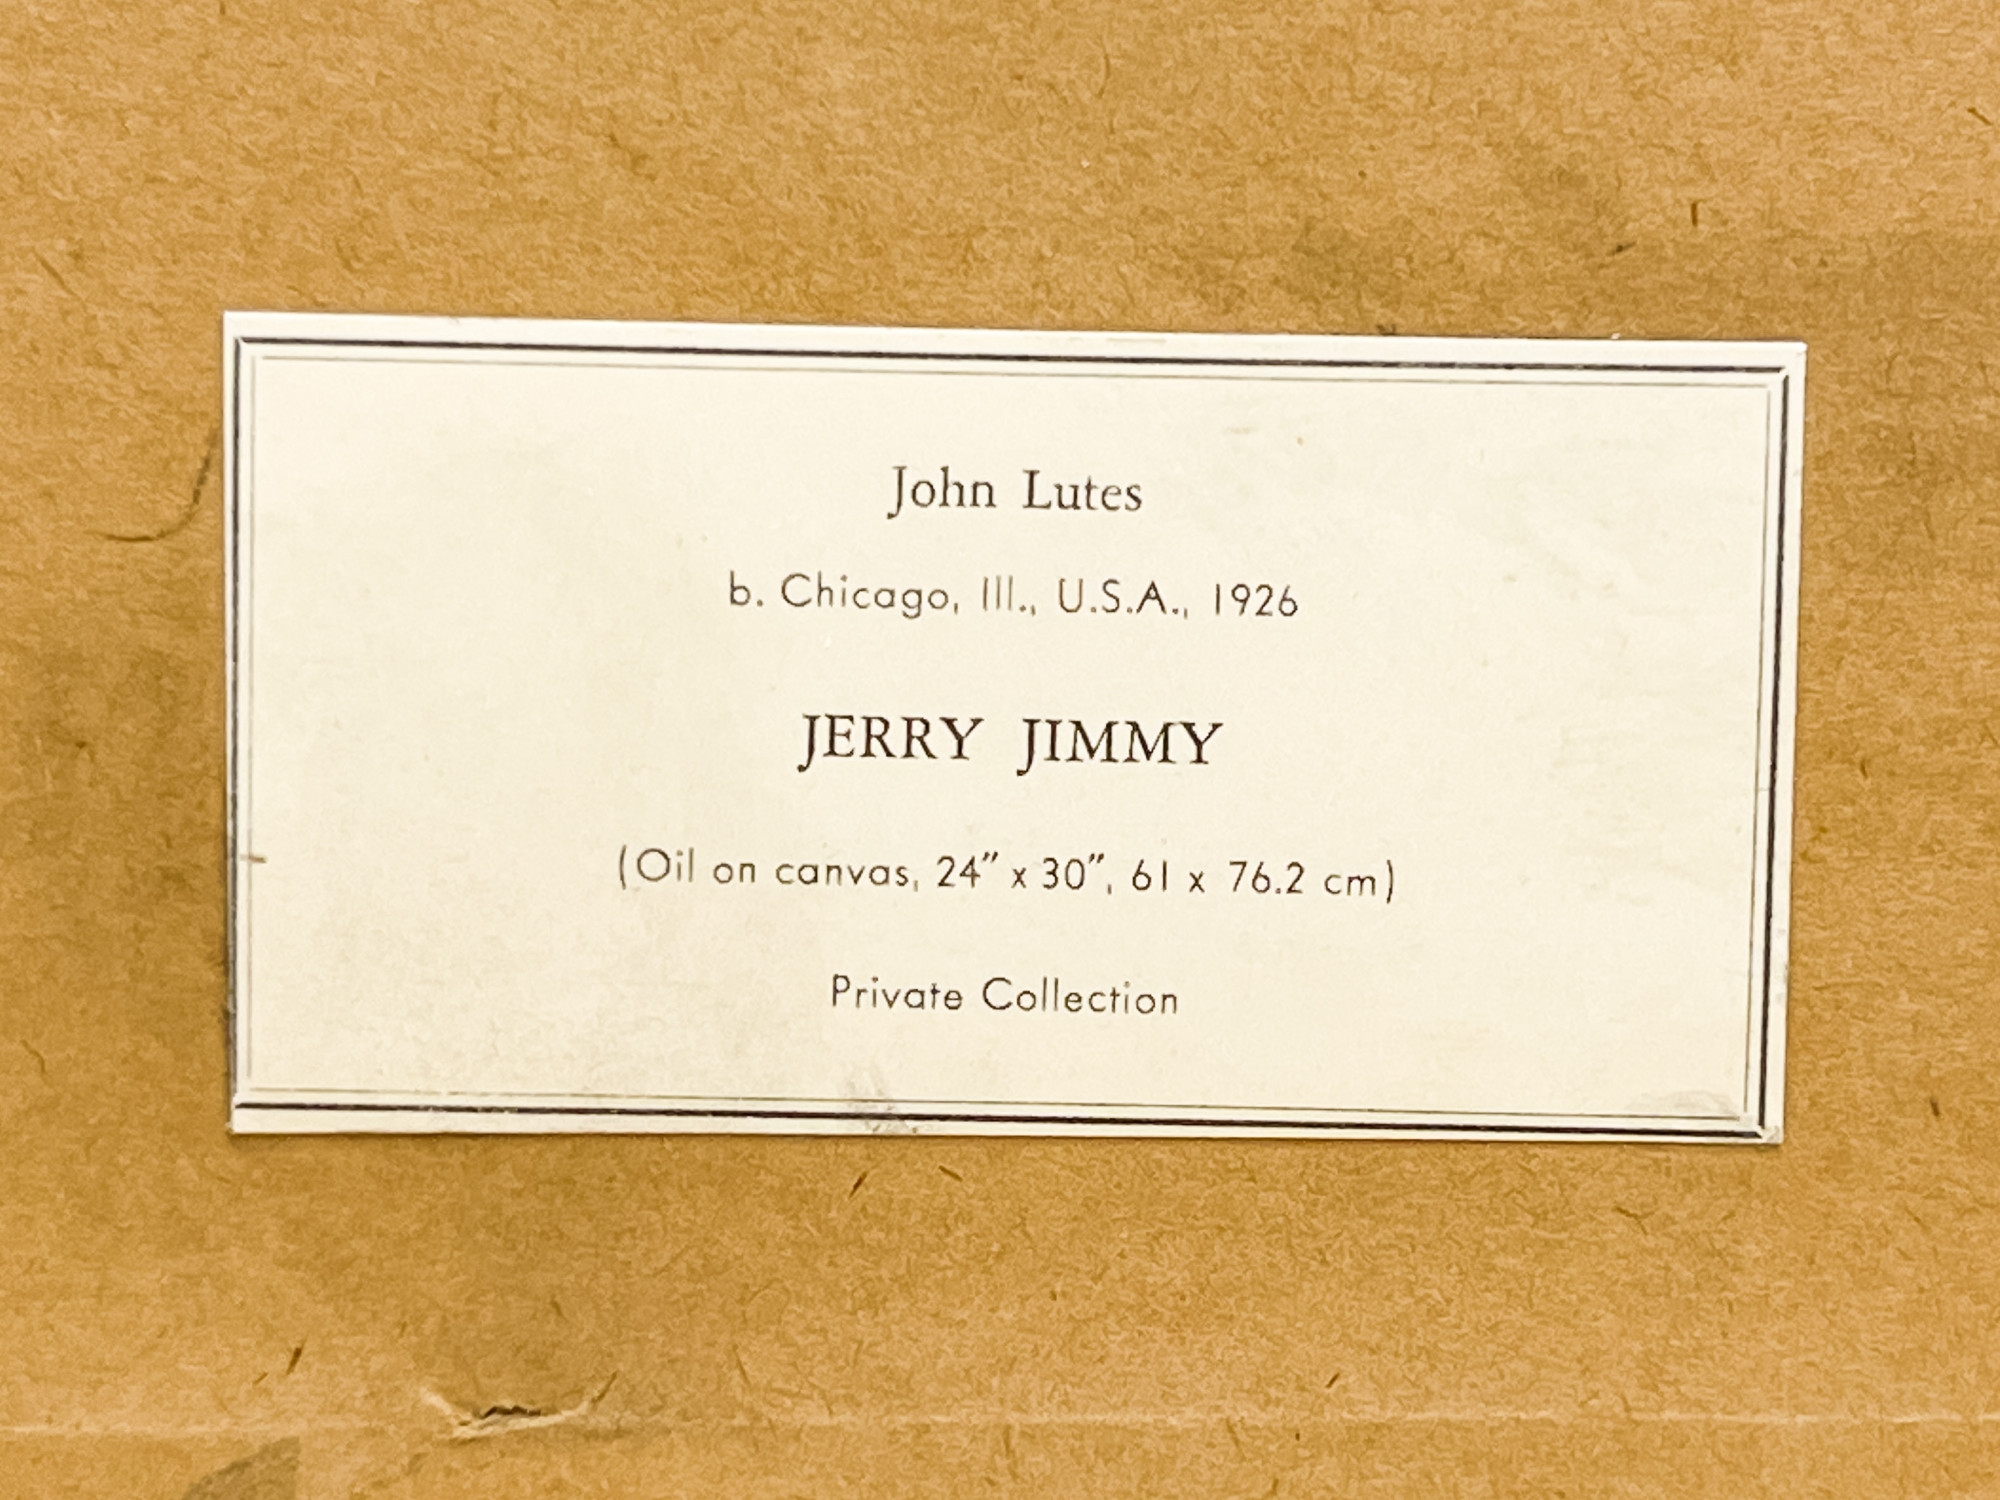 John Lutes
b. Chicago, Ill., U.S.A., 1926
JERRY JIMMY
(Oil on canvas, 24" x 30", 61 x 76.2 cm)
Private Collection